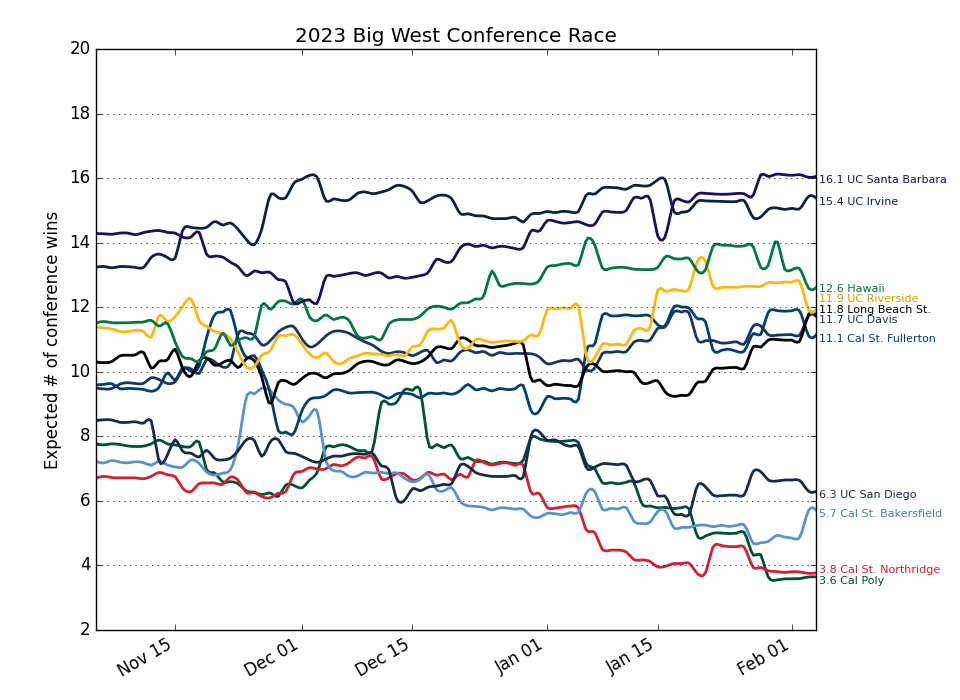 2023 Big West Conference Race
Expected # of conference wins
20
18
16
14
12
10
8
6
4
2
16.1 UC Santa Barbara
15.4 UC Irvine
12.6 Hawaii
11.9 UC Riverside
11.8 Long Beach St.
11.7 UC Davis
11.1 Cal St. Fullerton
6.3 UC San Diego
5.7 Cal St. Bakersfield
3.8 Cal St. Northridge
3.6 Cal Poly
Nov 15
Dec 01
Dec 15
Jan 01
Jan 15
Feb 01